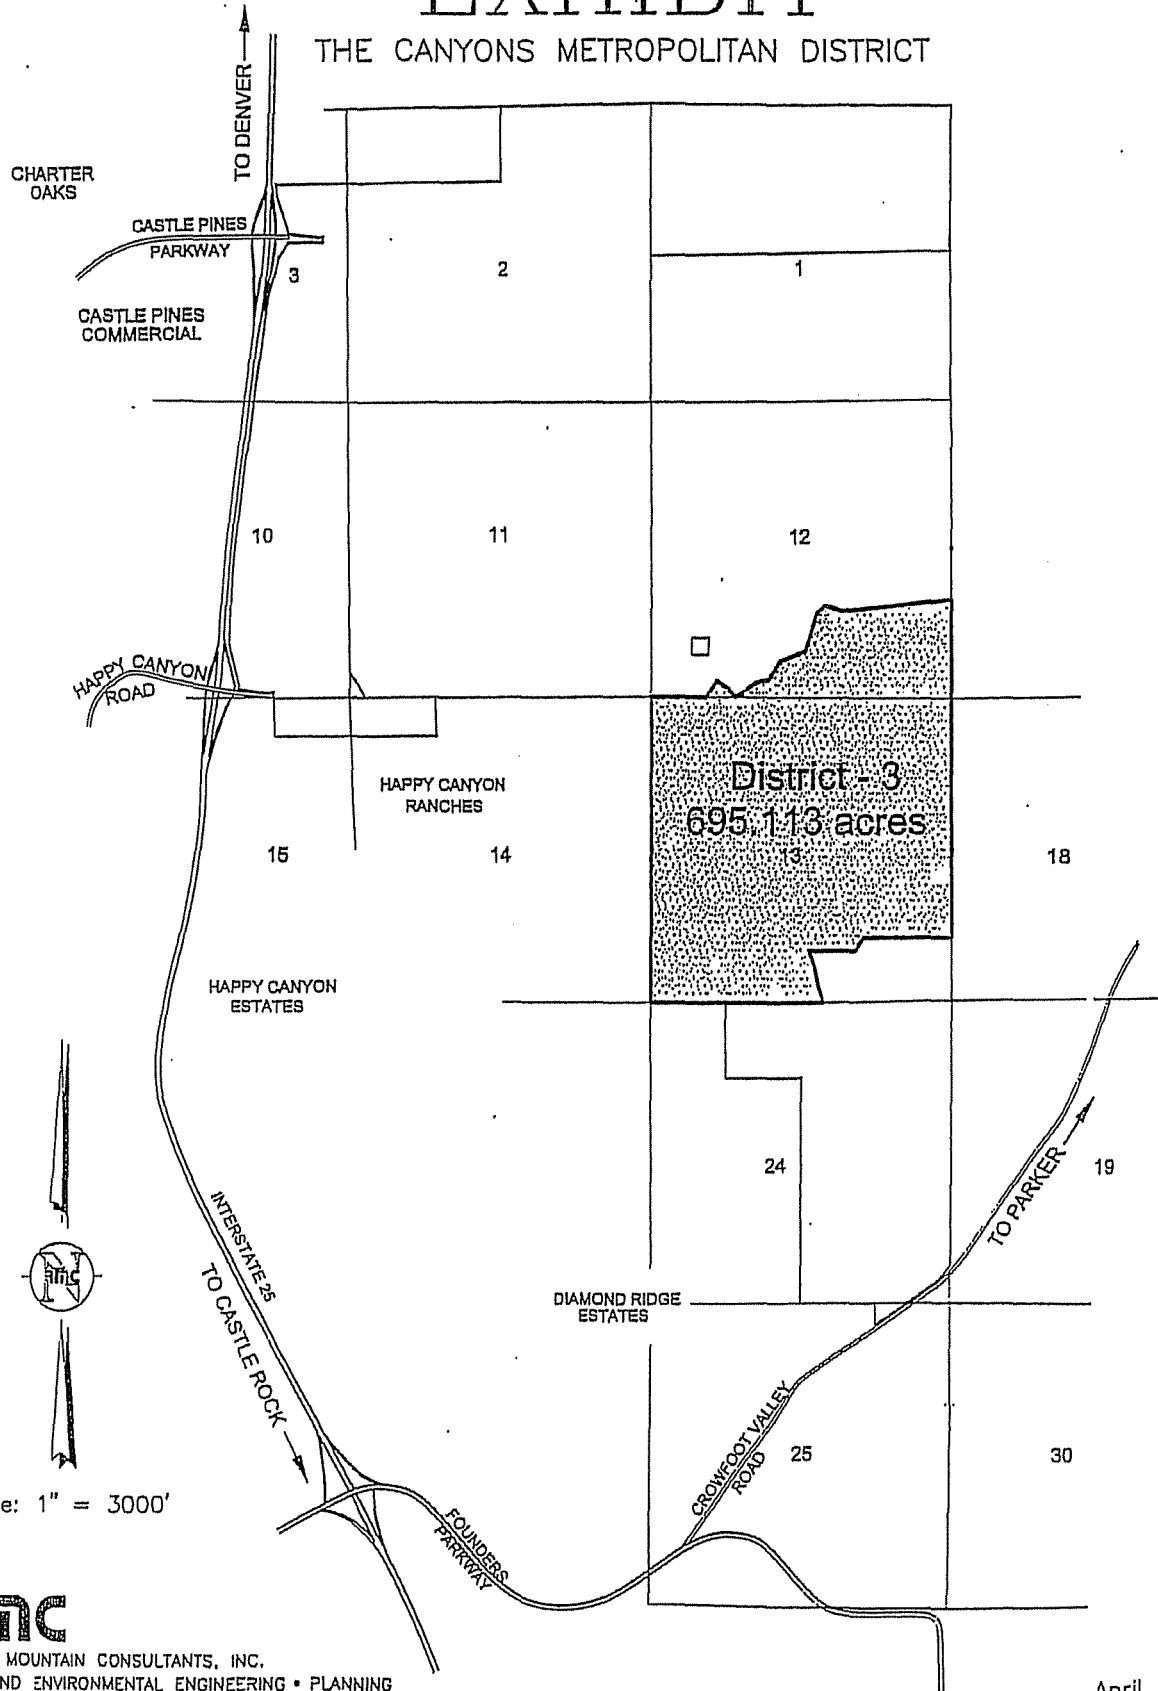 EXHIBIT
THE CANYONS METROPOLITAN DISTRICT
TO DENVER
CHARTER
OAKS
CASTLE PINES
PARKWAY
3
2
1
CASTLE PINES
COMMERCIAL
10
11
12
HAPPY CANYON
ROAD
HAPPY CANYON
RANCHES
District - 3
695.113 acres
15
14
13
18
HAPPY CANYON
ESTATES
24
19
TO PARKER
INTERSTATE 25
TO CASTLE ROCK
DIAMOND RIDGE
ESTATES
CROWFOOT VALLEY
ROAD
25
30
FOUNDERS
PARKWAY
e: 1" = 3000'
MOUNTAIN CONSULTANTS, INC.
ND ENVIRONMENTAL ENGINEERING • PLANNING
April